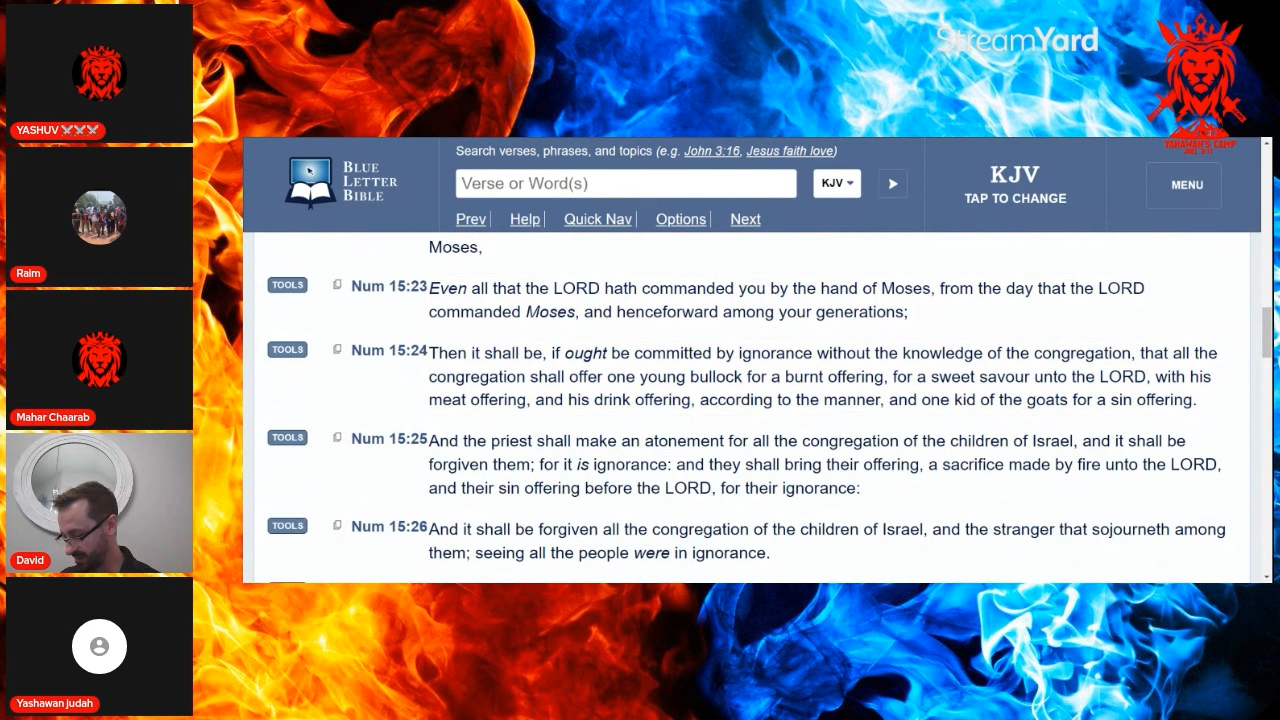 YASHUV ⚔⚔⚔
Raim
Mahar Chaarab
David
Yashawan judah
StreamYard
YAHAWAH'S CAMP
BLUE
LETTER
BIBLE
Search verses, phrases, and topics (e.g. John 3:16, Jesus faith love)
Verse or Word(s)
KJV
Prev Help Quick Nav Options Next
KJV
TAP TO CHANGE
MENU
Moses,
TOOLS Num 15:23 Even all that the LORD hath commanded you by the hand of Moses, from the day that the LORD
commanded Moses, and henceforward among your generations;
TOOLS Num 15:24 Then it shall be, if ought be committed by ignorance without the knowledge of the congregation, that all the
congregation shall offer one young bullock for a burnt offering, for a sweet savour unto the LORD, with his
meat offering, and his drink offering, according to the manner, and one kid of the goats for a sin offering.
TOOLS Num 15:25 And the priest shall make an atonement for all the congregation of the children of Israel, and it shall be
forgiven them; for it is ignorance: and they shall bring their offering, a sacrifice made by fire unto the LORD,
and their sin offering before the LORD, for their ignorance:
TOOLS Num 15:26 And it shall be forgiven all the congregation of the children of Israel, and the stranger that sojourneth among
them; seeing all the people were in ignorance.